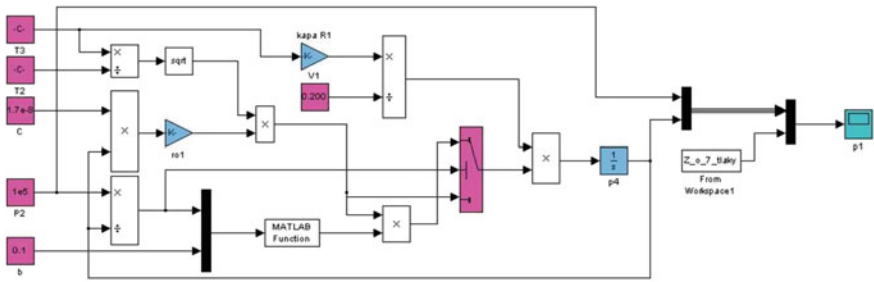 -C-
T3
-C-
T2
1.7e-8
C
1e5
P2
0.1
b
×
÷
sqrt
×
K-
ro1
×
÷
×
kapa R1
K-
V1
0.200
×
÷
MATLAB
Function
×
×
1
s
p4
Z_o_7_tlaky
From
Workspace1
p1